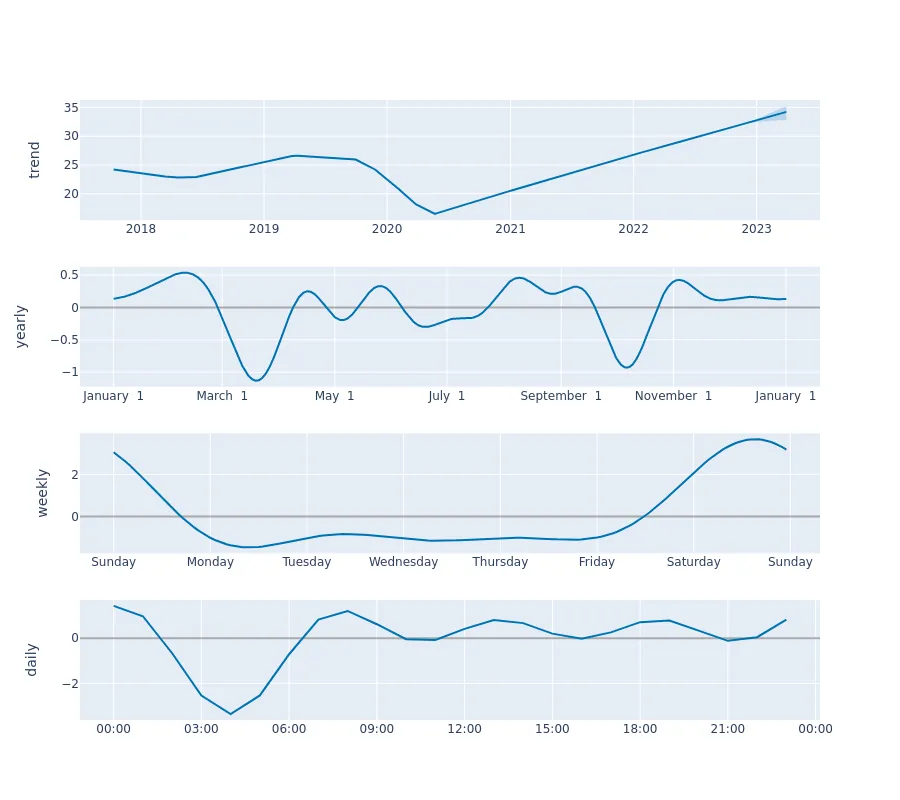 trend
35
30
25
20
2018 2019 2020 2021 2022 2023
yearly
0.5
0
−0.5
−1
January 1 March 1 May 1 July 1 September 1 November 1 January 1
weekly
2
0
Sunday Monday Tuesday Wednesday Thursday Friday Saturday Sunday
daily
0
−2
00:00 03:00 06:00 09:00 12:00 15:00 18:00 21:00 00:00